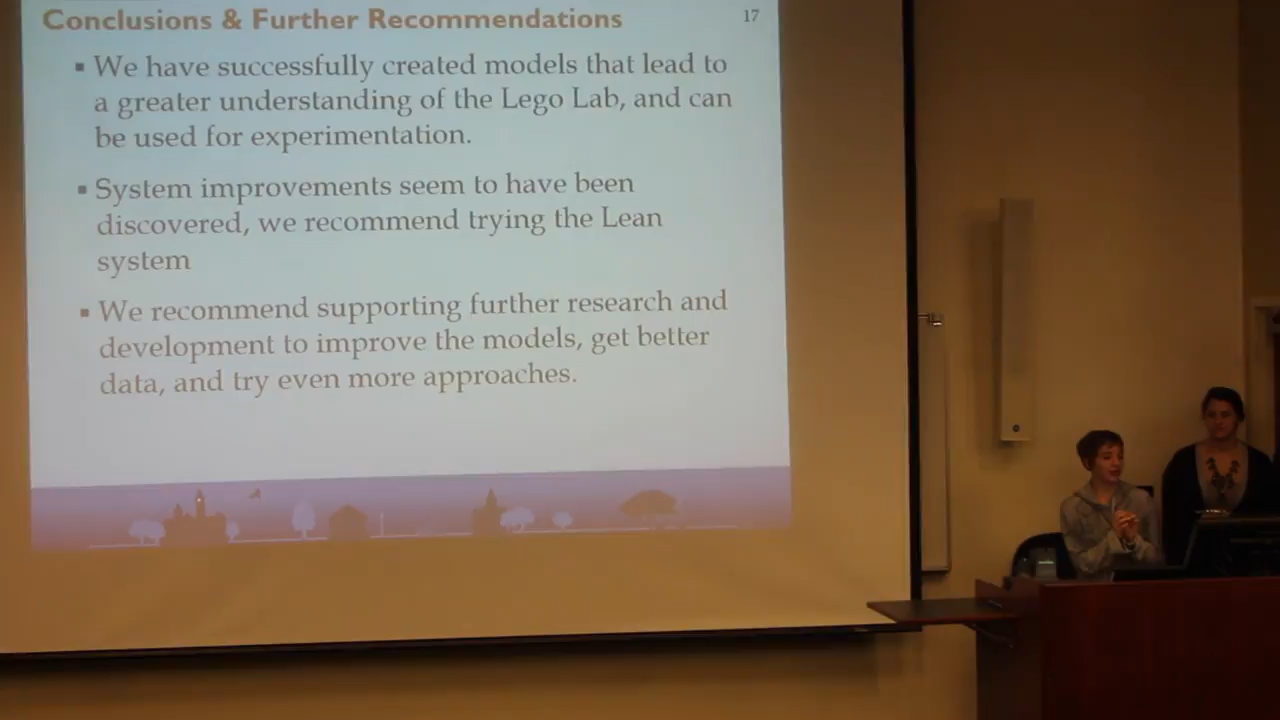 Conclusions & Further Recommendations
17
▪ We have successfully created models that lead to
a greater understanding of the Lego Lab, and can
be used for experimentation.
▪ System improvements seem to have been
discovered, we recommend trying the Lean
system
▪ We recommend supporting further research and
development to improve the models, get better
data, and try even more approaches.